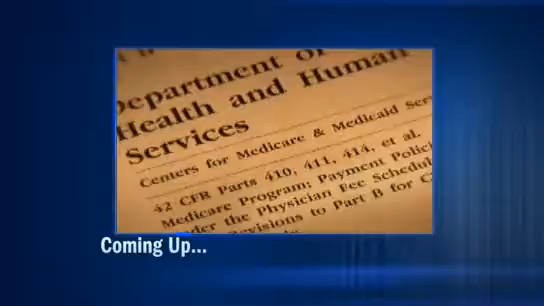 Department of
Health and Human
Services
Centers for Medicare & Medicaid
42 CFR Parts 410, 411, 414, et al.
Medicare Program; Payment
Under the Physician Fee
Revisions to Part B for
Coming Up...